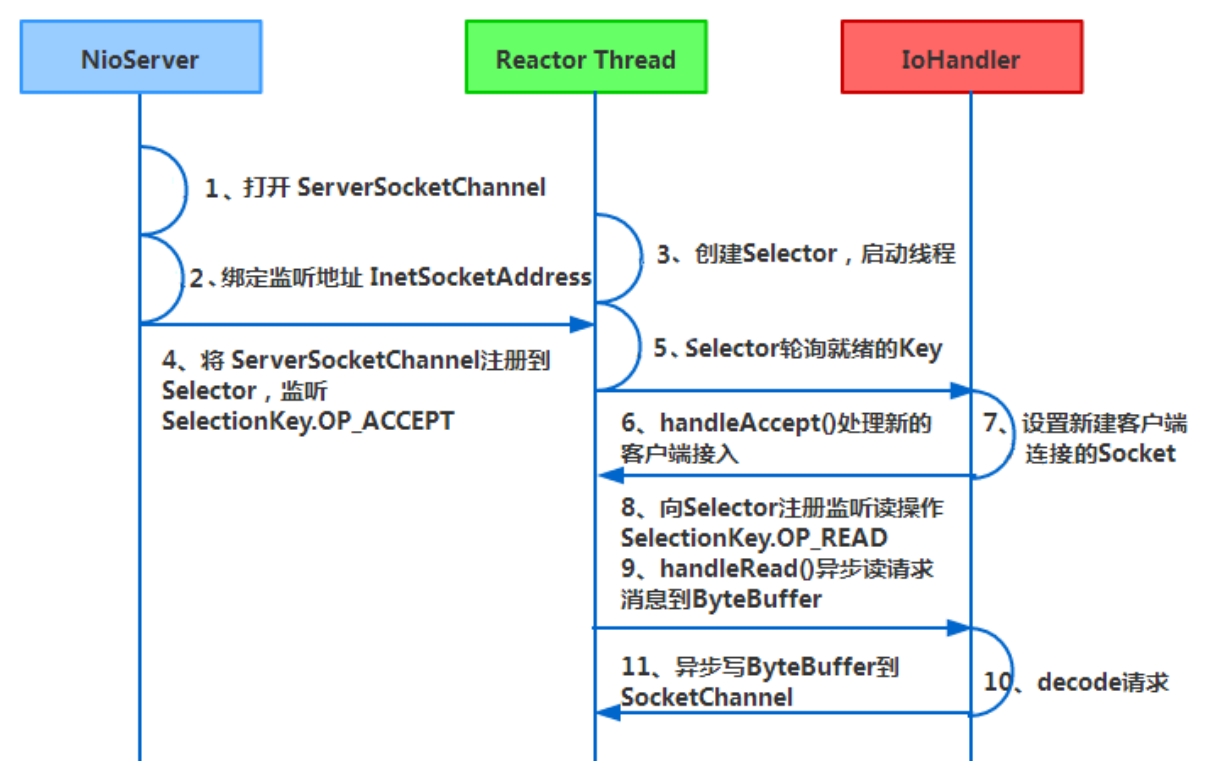 NioServer
Reactor Thread
IoHandler
1、打开 ServerSocketChannel
2、绑定监听地址 InetSocketAddress
3、创建Selector，启动线程
4、将 ServerSocketChannel注册到
Selector，监听
SelectionKey.OP_ACCEPT
5、Selector轮询就绪的Key
6、handleAccept()处理新的
客户端接入
7、设置新建客户端
连接的Socket
8、向Selector注册监听读操作
SelectionKey.OP_READ
9、handleRead()异步读请求
消息到ByteBuffer
10、decode请求
11、异步写ByteBuffer到
SocketChannel